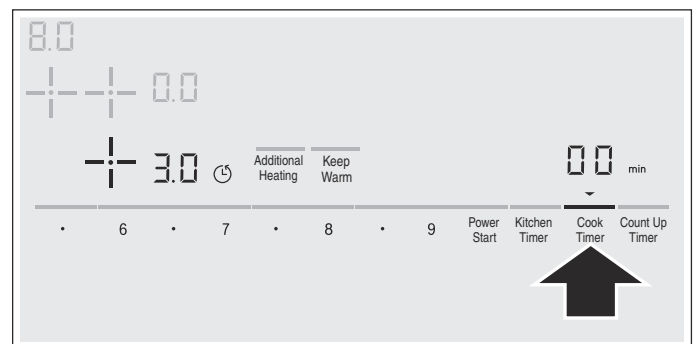 8.0
0.0
3.0 Additional Heating Keep Warm 00 min
· 6 · 7 · 8 · 9 Power Start Kitchen Timer Cook Timer Count Up Timer